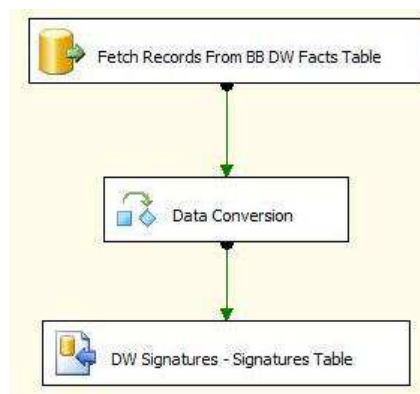 Fetch Records From BB DW Facts Table
Data Conversion
DW Signatures - Signatures Table